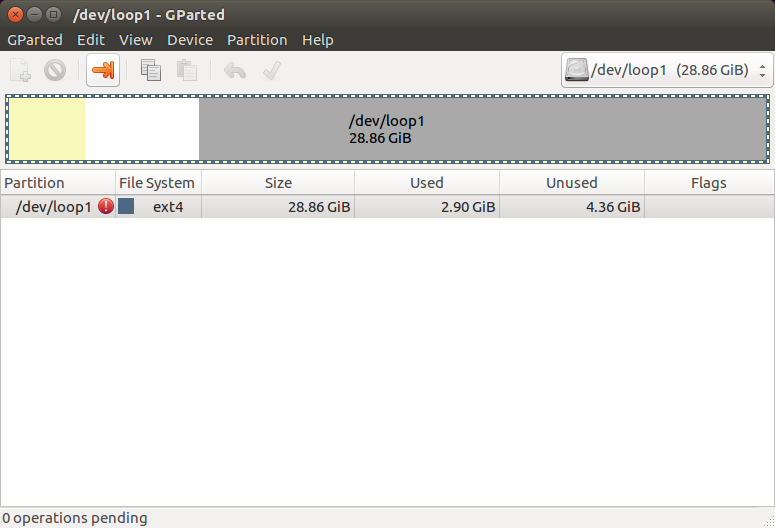 /dev/loop1 - GParted
GParted Edit View Device Partition Help
/dev/loop1 (28.86 GiB)
/dev/loop1
28.86 GiB
Partition File System Size Used Unused Flags
/dev/loop1 ext4 28.86 GiB 2.90 GiB 4.36 GiB
0 operations pending